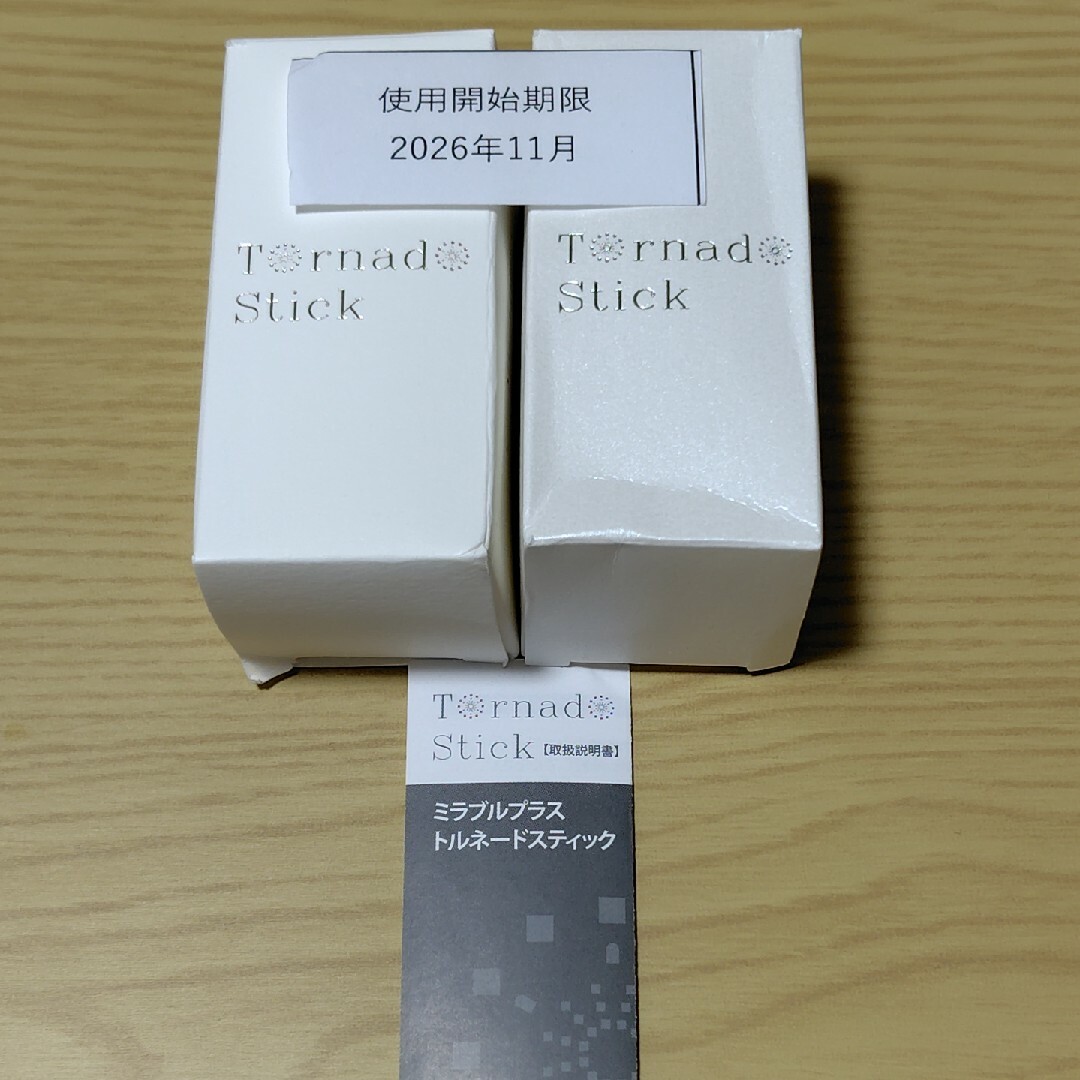 使用開始期限
2026年11月
Tornado
Stick
Tornado
Stick
Tornado
Stick【取扱説明書】
ミラブルプラス
トルネードスティック